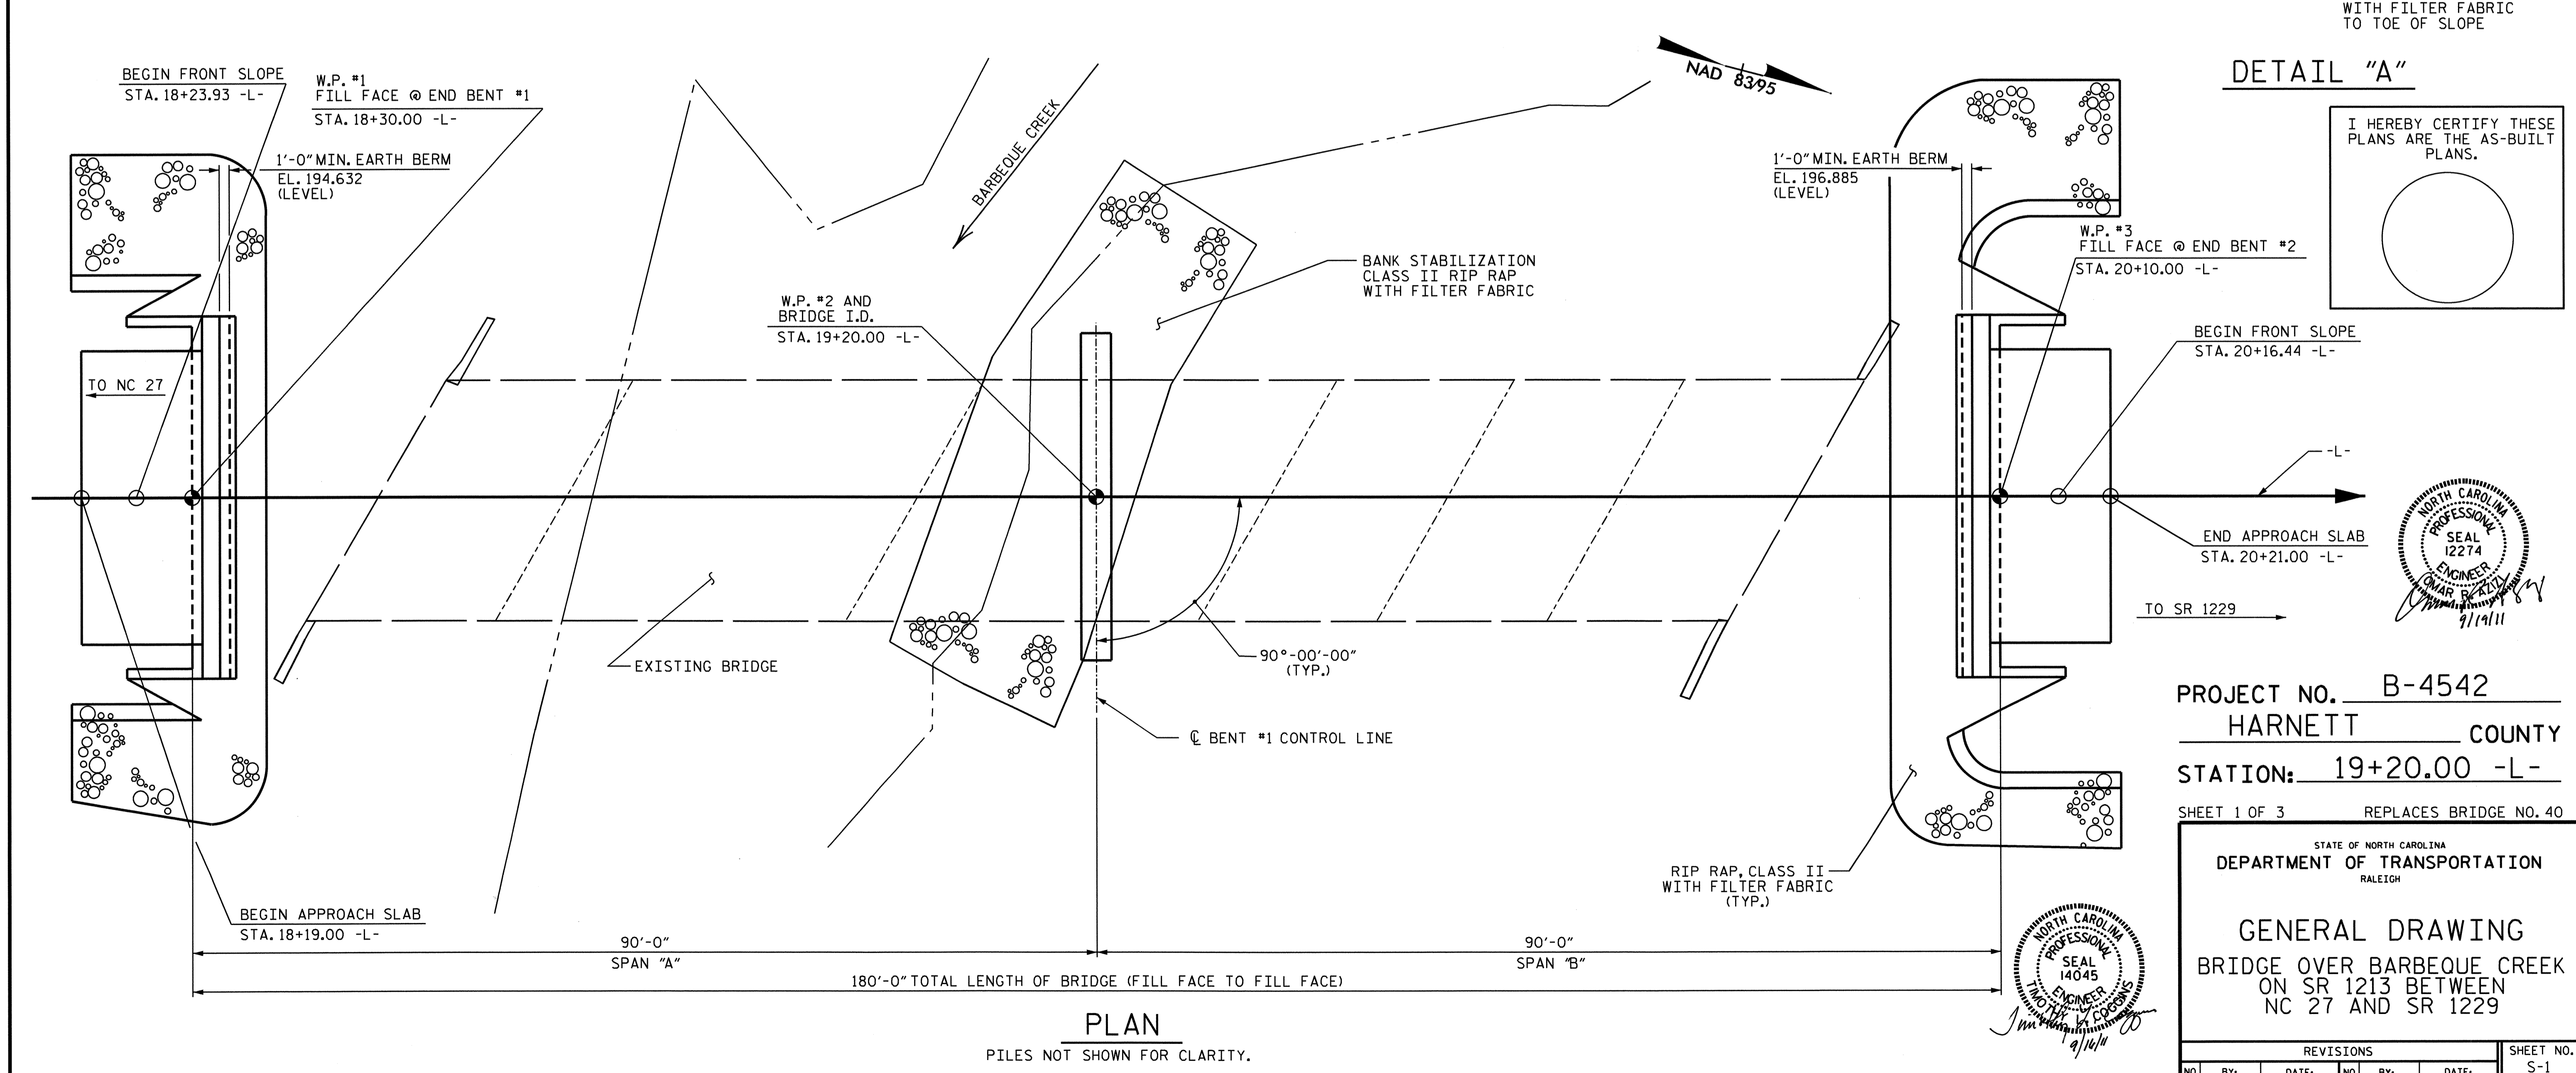 WITH FILTER FABRIC
TO TOE OF SLOPE
DETAIL "A"
I HEREBY CERTIFY THESE
PLANS ARE THE AS-BUILT
PLANS.
BEGIN FRONT SLOPE
STA. 18+23.93 -L-
W.P. #1
FILL FACE @ END BENT #1
STA. 18+30.00 -L-
1'-0" MIN. EARTH BERM
EL. 194.632
(LEVEL)
BARBEQUE CREEK
NAD 83/95
1'-0" MIN. EARTH BERM
EL. 196.885
(LEVEL)
W.P. #3
FILL FACE @ END BENT #2
STA. 20+10.00 -L-
BANK STABILIZATION
CLASS II RIP RAP
WITH FILTER FABRIC
W.P. #2 AND
BRIDGE I.D.
STA. 19+20.00 -L-
BEGIN FRONT SLOPE
STA. 20+16.44 -L-
TO NC 27
-L-
END APPROACH SLAB
STA. 20+21.00 -L-
TO SR 1229
NORTH CAROLINA
PROFESSIONAL
SEAL
12274
ENGINEER
OMAR R. AZIZI
9/19/11
EXISTING BRIDGE
90°-00'-00"
(TYP.)
℄ BENT #1 CONTROL LINE
PROJECT NO. B-4542
HARNETT COUNTY
STATION: 19+20.00 -L-
SHEET 1 OF 3 REPLACES BRIDGE NO. 40
STATE OF NORTH CAROLINA
DEPARTMENT OF TRANSPORTATION
RALEIGH
GENERAL DRAWING
BRIDGE OVER BARBEQUE CREEK
ON SR 1213 BETWEEN
NC 27 AND SR 1229
RIP RAP, CLASS II
WITH FILTER FABRIC
(TYP.)
BEGIN APPROACH SLAB
STA. 18+19.00 -L-
90'-0"
SPAN "A"
90'-0"
SPAN "B"
180'-0" TOTAL LENGTH OF BRIDGE (FILL FACE TO FILL FACE)
NORTH CAROLINA
PROFESSIONAL
SEAL
14045
ENGINEER
TIMOTHY L. COGGINS
9/16/11
PLAN
PILES NOT SHOWN FOR CLARITY.
REVISIONS
SHEET NO.
S-1
NO. BY: DATE: NO. BY: DATE: